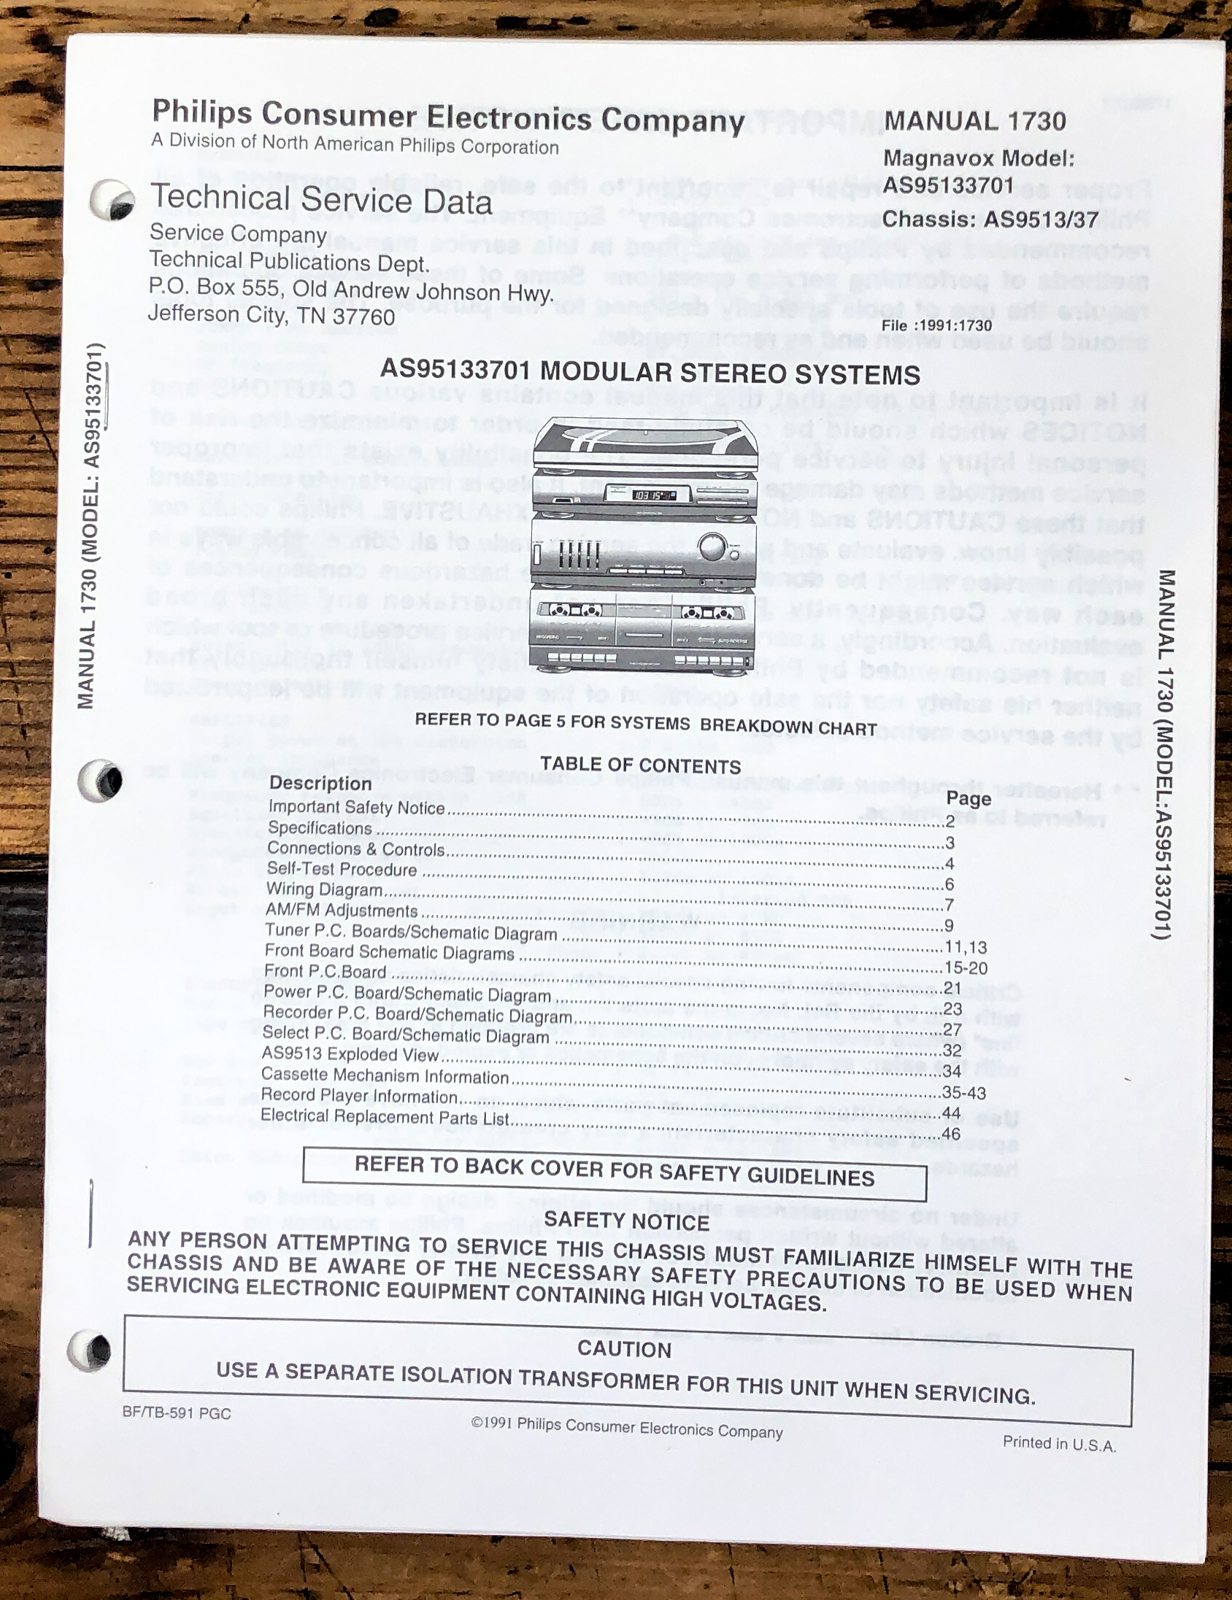 Philips Consumer Electronics Company
A Division of North American Philips Corporation
Technical Service Data
Service Company
Technical Publications Dept.
P.O. Box 555, Old Andrew Johnson Hwy.
Jefferson City, TN 37760
MANUAL 1730
Magnavox Model:
AS95133701
Chassis: AS9513/37
File :1991:1730
MANUAL 1730 (MODEL: AS95133701)
AS95133701 MODULAR STEREO SYSTEMS
REFER TO PAGE 5 FOR SYSTEMS BREAKDOWN CHART
TABLE OF CONTENTS
Description Page
Important Safety Notice 2
Specifications 3
Connections & Controls 4
Self-Test Procedure 6
Wiring Diagram 7
AM/FM Adjustments 9
Tuner P.C. Boards/Schematic Diagram 11,13
Front Board Schematic Diagrams 15-20
Front P.C.Board 21
Power P.C. Board/Schematic Diagram 23
Recorder P.C. Board/Schematic Diagram 27
Select P.C. Board/Schematic Diagram 32
AS9513 Exploded View 34
Cassette Mechanism Information 35-43
Record Player Information 44
Electrical Replacement Parts List 46
MANUAL 1730 (MODEL:AS95133701)
REFER TO BACK COVER FOR SAFETY GUIDELINES
SAFETY NOTICE
ANY PERSON ATTEMPTING TO SERVICE THIS CHASSIS MUST FAMILIARIZE HIMSELF WITH THE
CHASSIS AND BE AWARE OF THE NECESSARY SAFETY PRECAUTIONS TO BE USED WHEN
SERVICING ELECTRONIC EQUIPMENT CONTAINING HIGH VOLTAGES.
CAUTION
USE A SEPARATE ISOLATION TRANSFORMER FOR THIS UNIT WHEN SERVICING.
BF/TB-591 PGC
©1991 Philips Consumer Electronics Company
Printed in U.S.A.